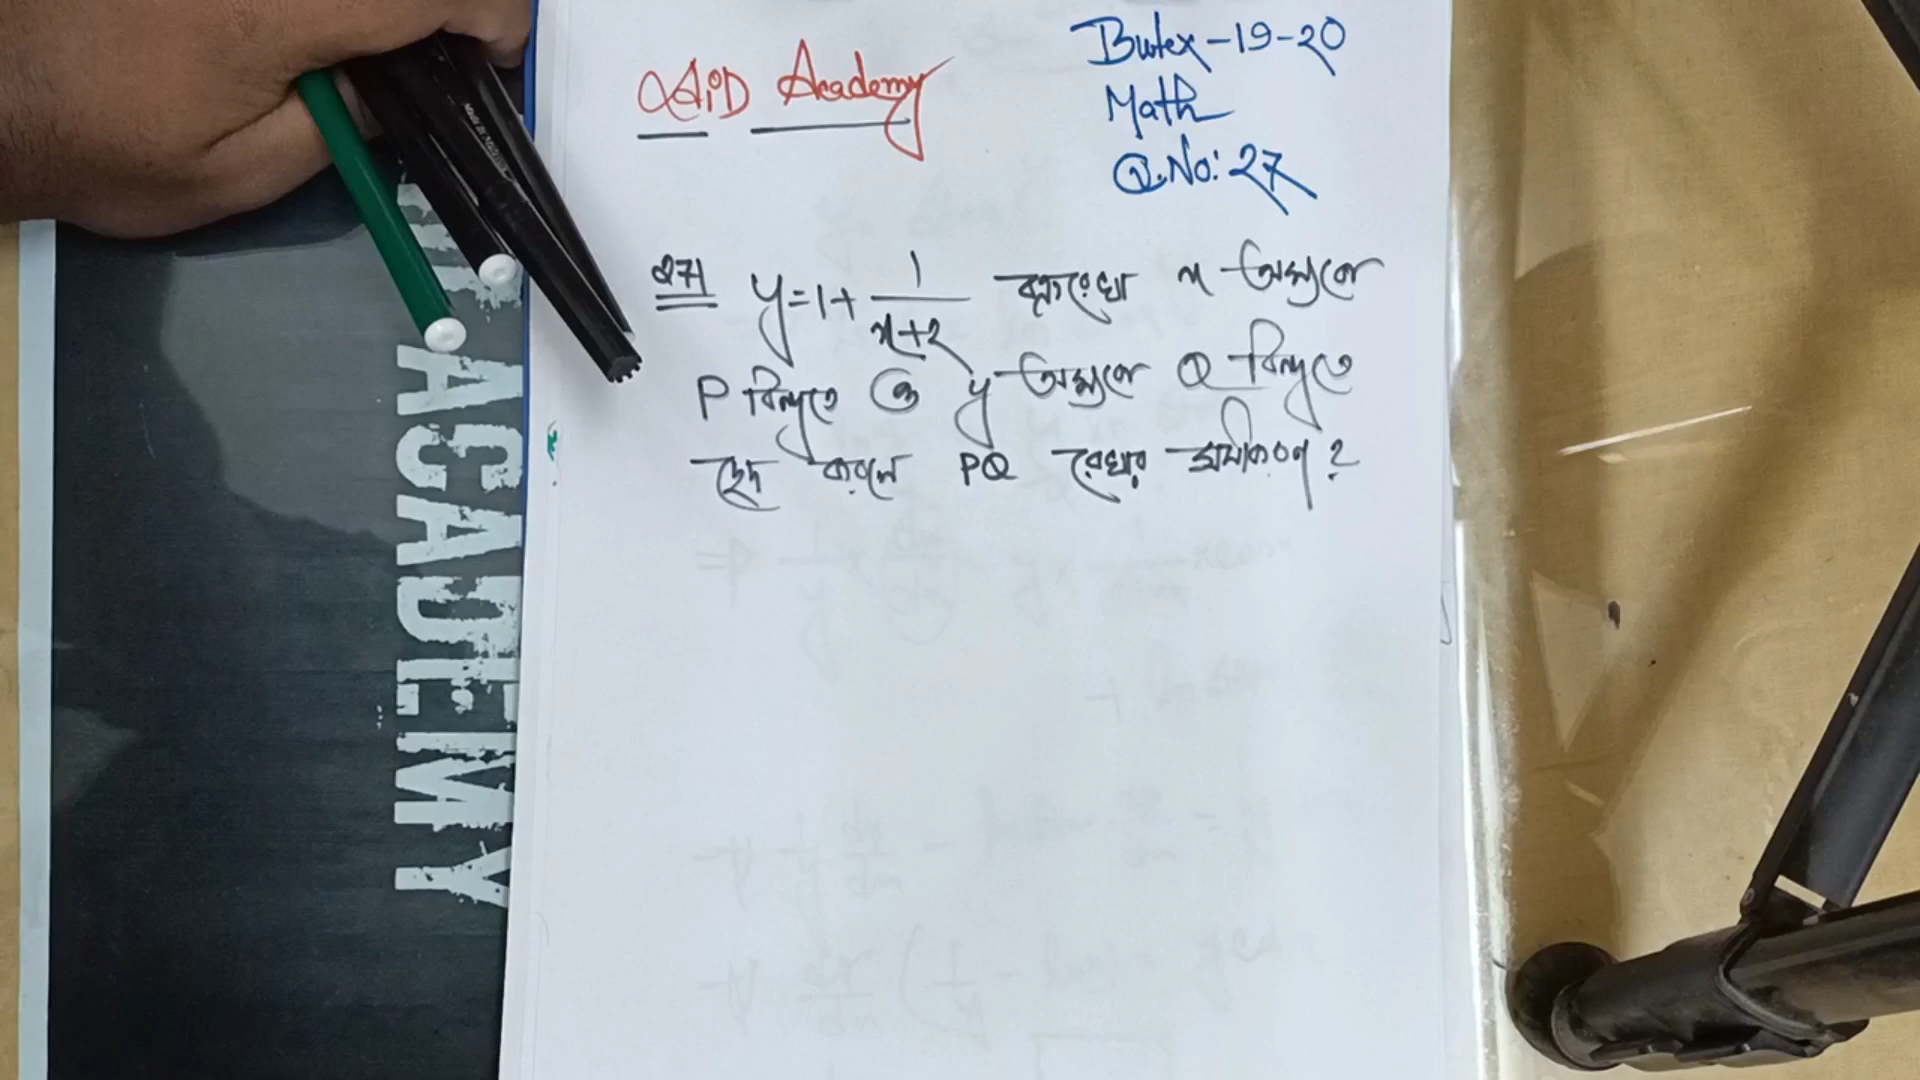 QAiD Academy
Butex-19-20
Math
Q.No: 27
27| y=1+ 1/(x+2) বক্ররেখা x অক্ষকে
P বিন্দুতে ও y অক্ষকে Q বিন্দুতে
ছেদ করলে PQ রেখার সমীকরণ?
ACADEMY